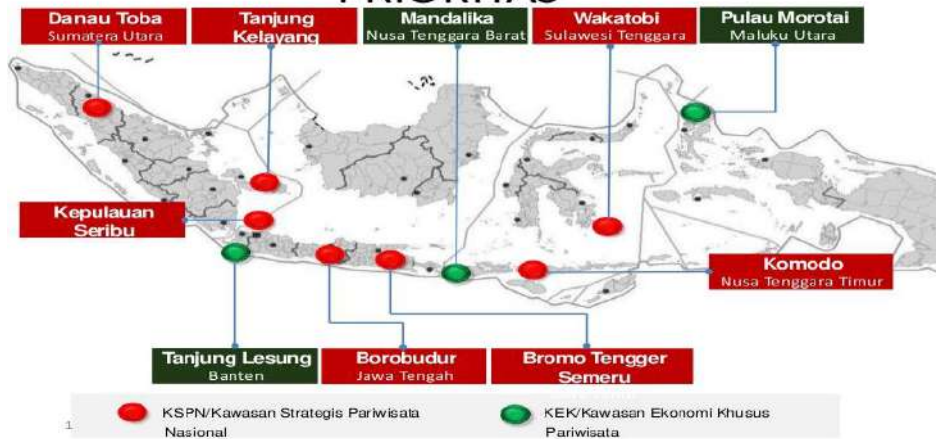 PRIORITAS
Danau Toba
Sumatera Utara
Tanjung
Kelayang
Mandalika
Nusa Tenggara Barat
Wakatobi
Sulawesi Tenggara
Pulau Morotai
Maluku Utara
Kepulauan
Seribu
Komodo
Nusa Tenggara Timur
Tanjung Lesung
Banten
Borobudur
Jawa Tengah
Bromo Tengger
Semeru
KSPN/Kawasan Strategis Pariwisata
Nasional
KEK/Kawasan Ekonomi Khusus
Pariwisata
1